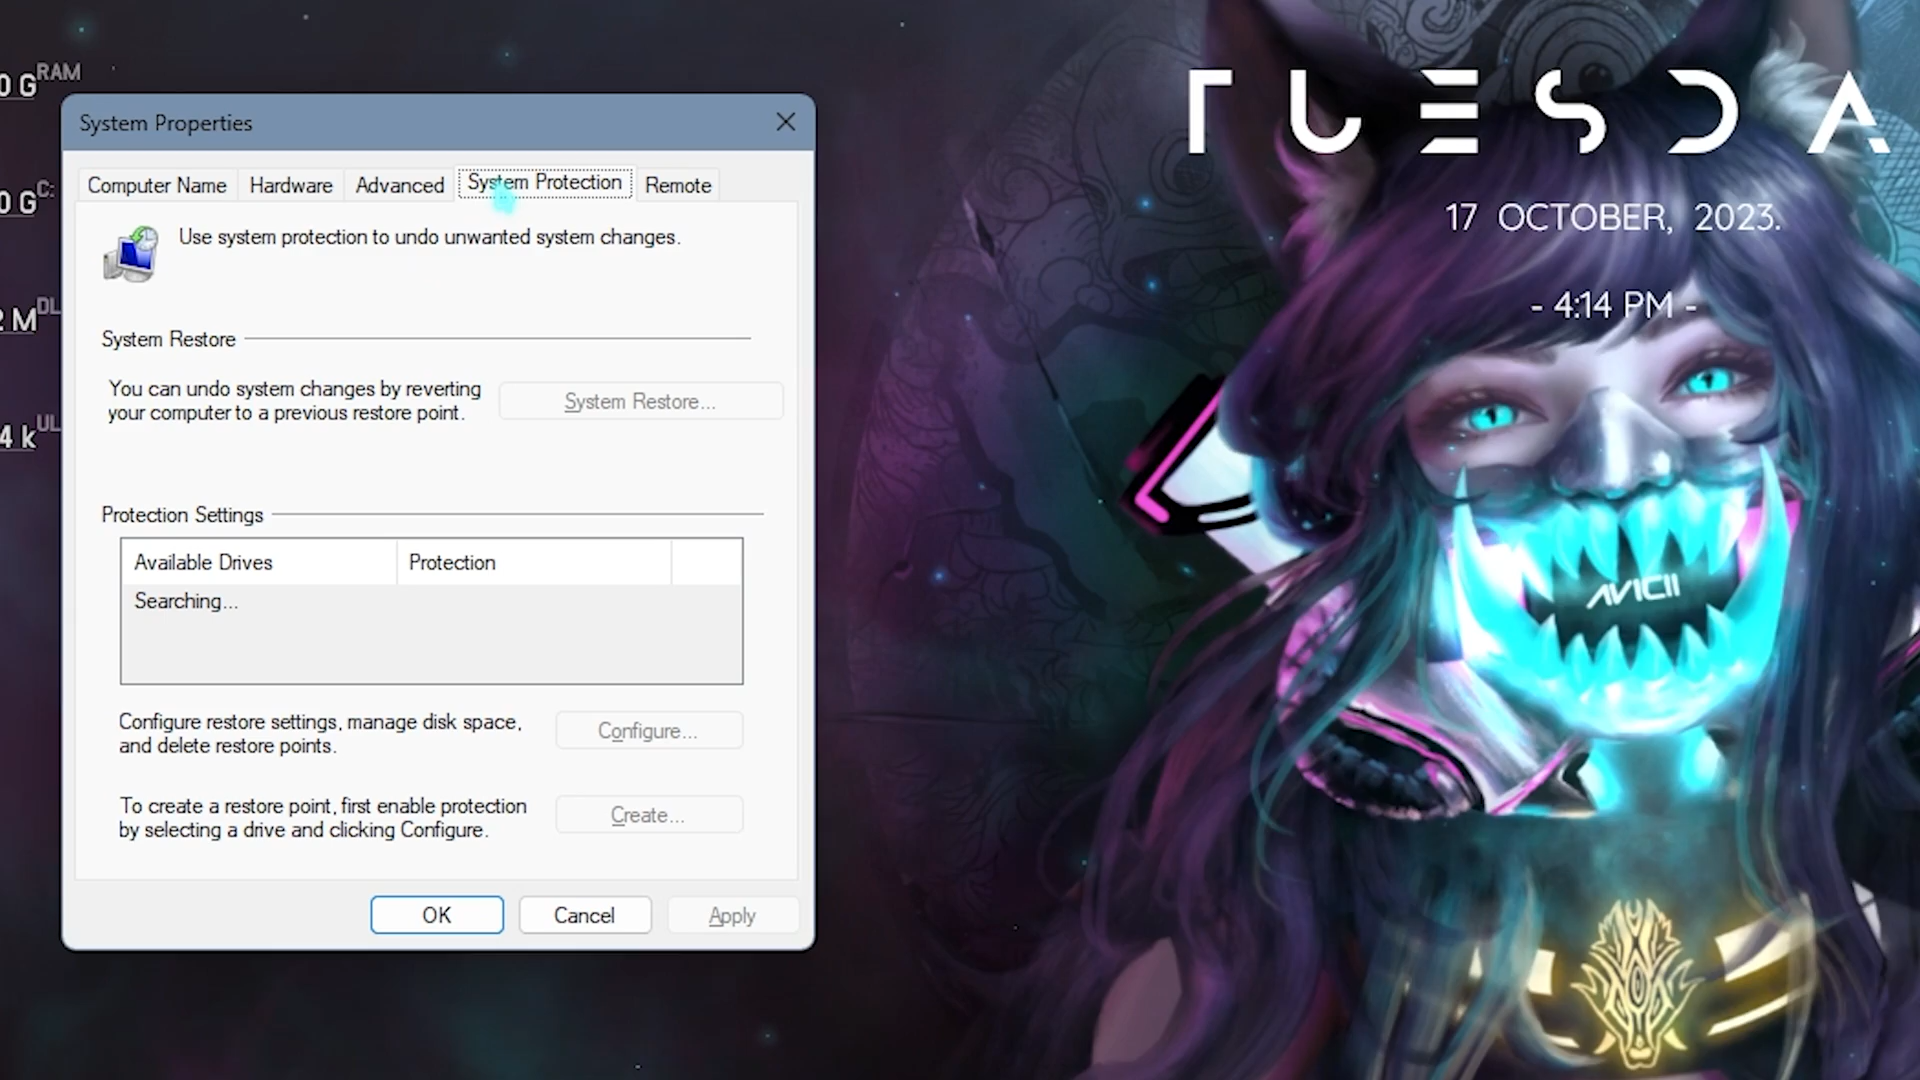 RAM
0 G
C:
0 G
DL
2 M
UL
4 k
System Properties
Computer Name
Hardware
Advanced
System Protection
Remote
Use system protection to undo unwanted system changes.
System Restore
You can undo system changes by reverting
your computer to a previous restore point.
System Restore...
Protection Settings
Available Drives
Protection
Searching...
Configure restore settings, manage disk space,
and delete restore points.
Configure...
To create a restore point, first enable protection
by selecting a drive and clicking Configure.
Create...
OK
Cancel
Apply
TUESDA
17 OCTOBER, 2023.
- 4:14 PM -
AVICII